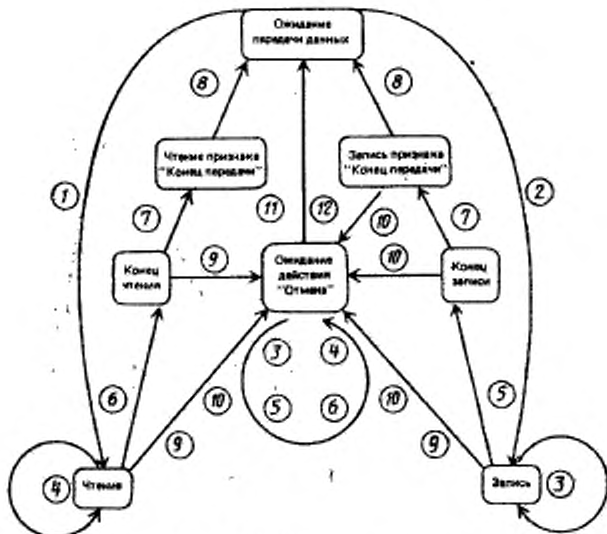 Ожидание
передачи данных
8
8
Чтение признака
"Конец передачи"
Запись признака
"Конец передачи"
1
11
12
2
7
10
7
Конец
чтения
9
Ожидание
действия
"Отмена"
10
Конец
записи
3
4
6
10
5
6
10
5
9
9
4
Чтение
Запись
3